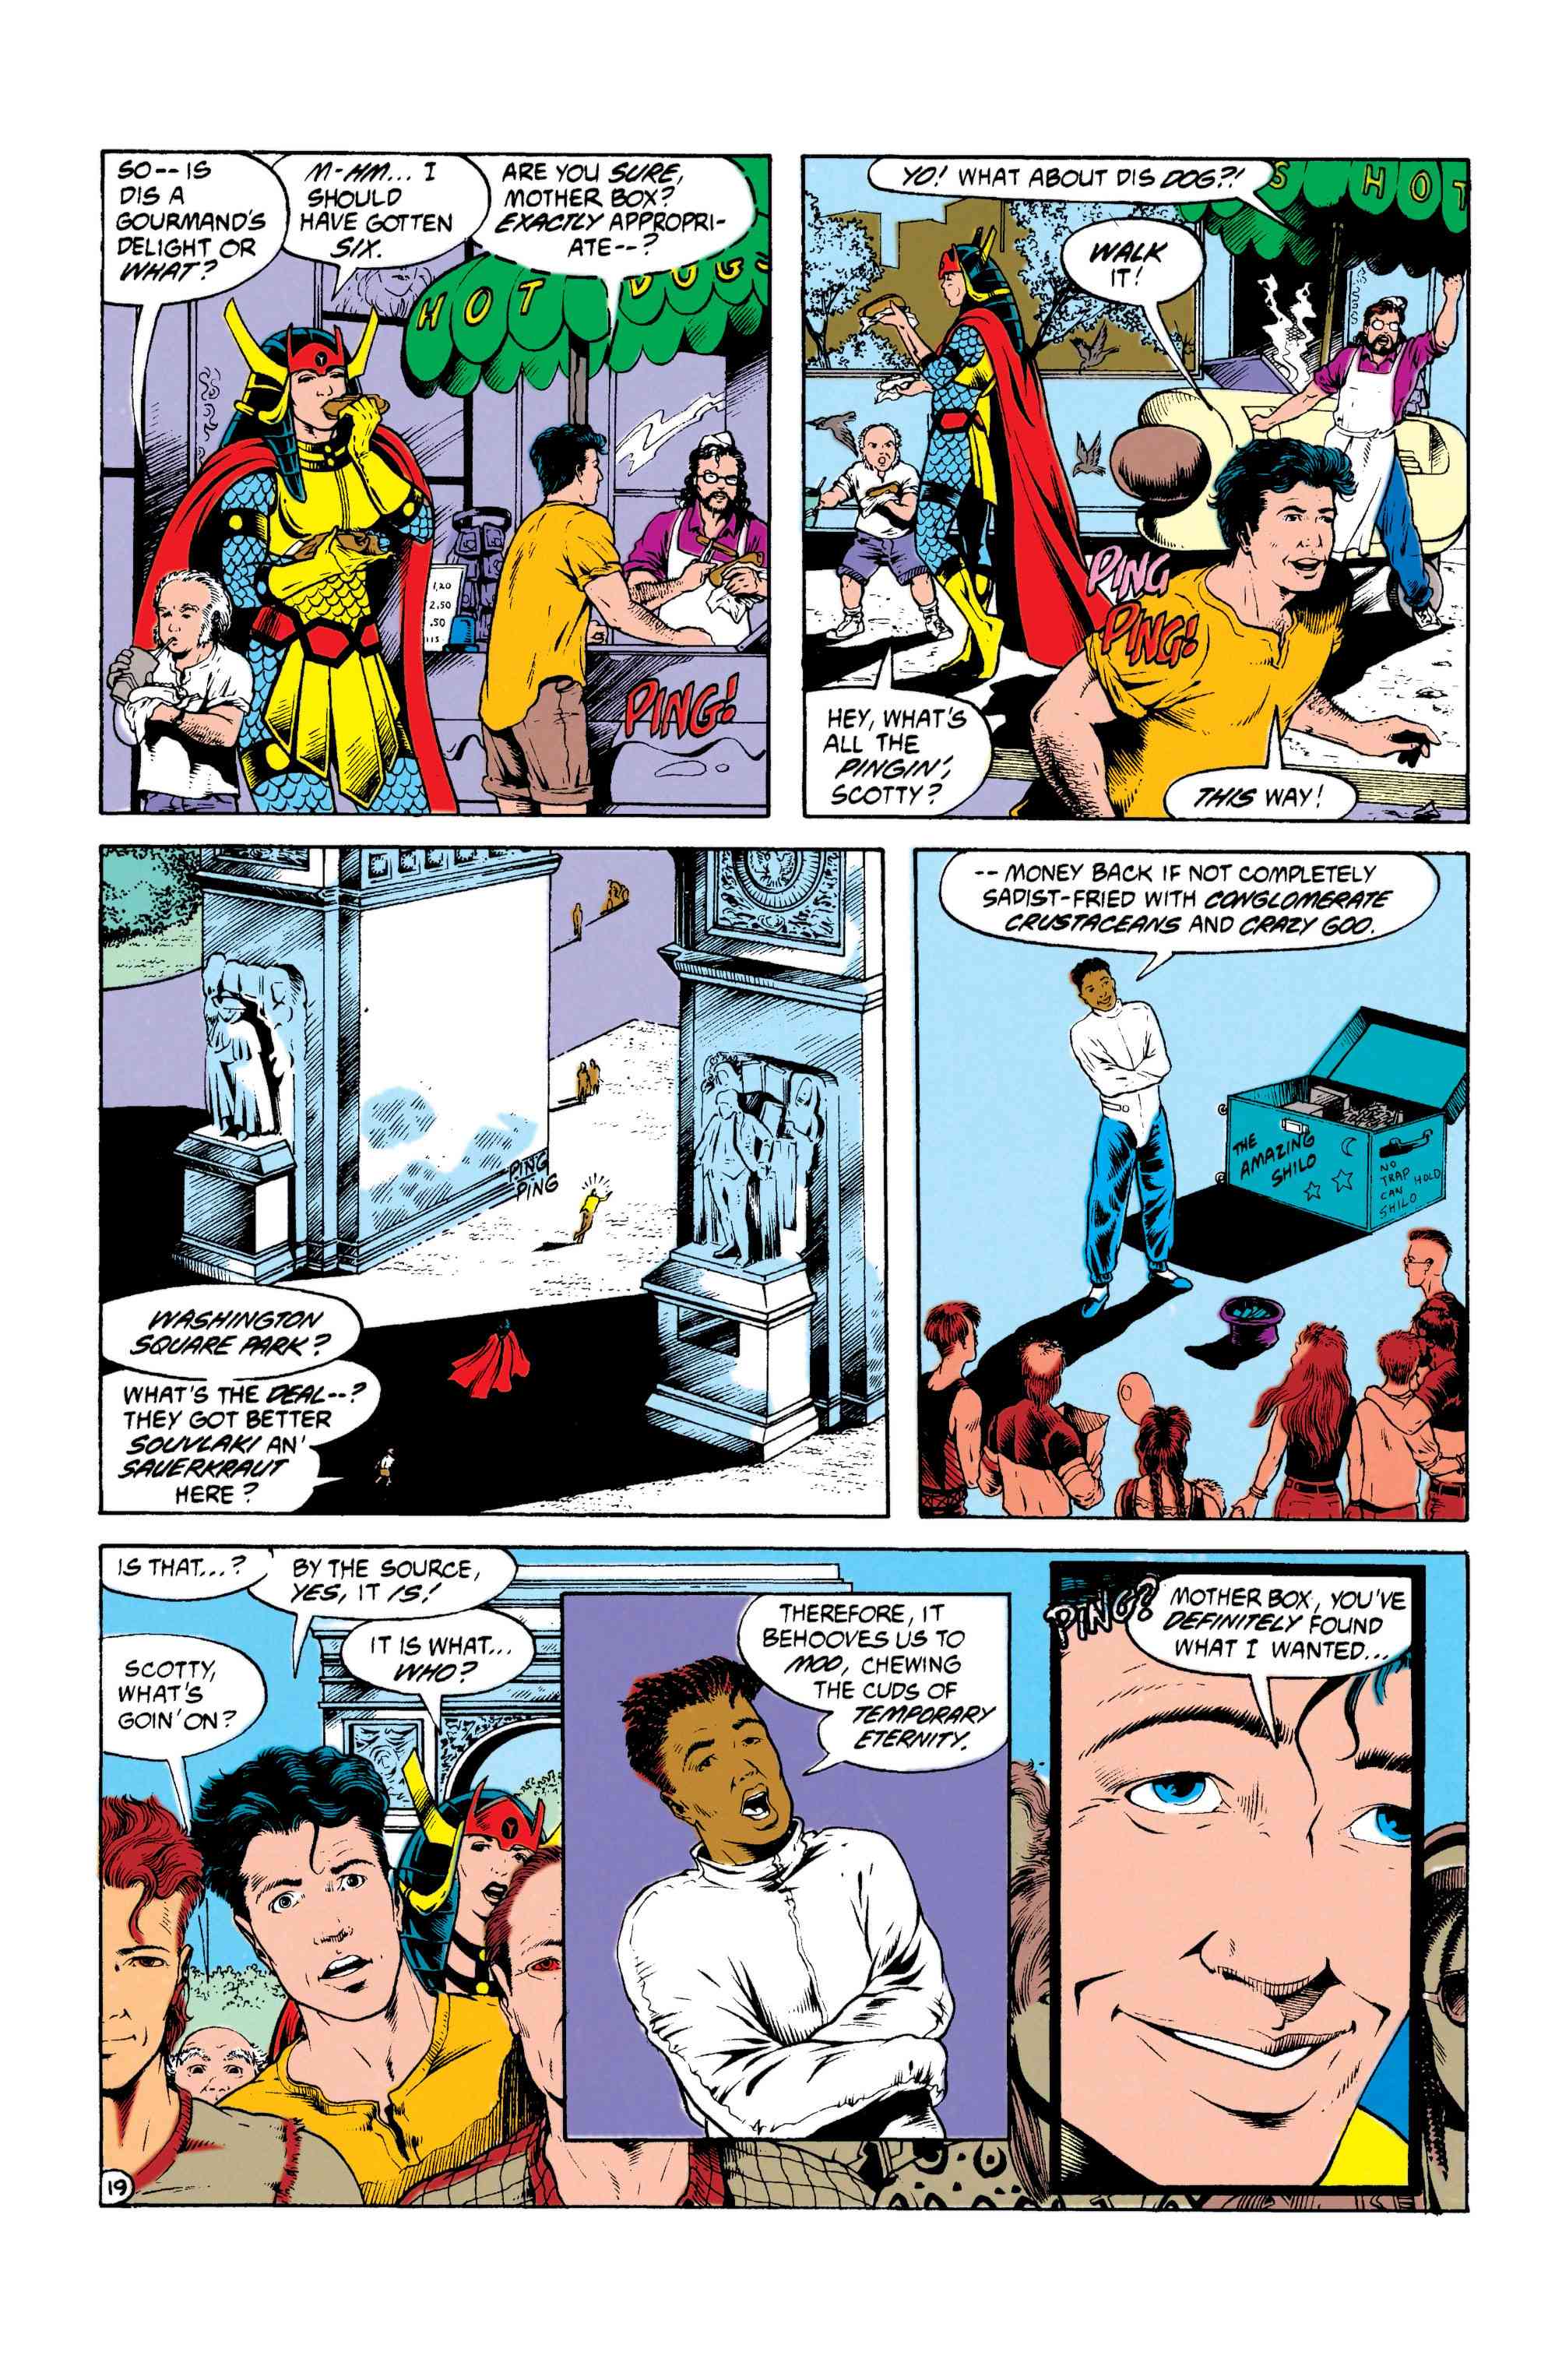 SO-- IS
DIS A
GOURMAND'S
DELIGHT OR
WHAT?
M-HM... I
SHOULD
HAVE GOTTEN
SIX.
ARE YOU SURE,
MOTHER BOX?
EXACTLY APPROPRI-
ATE--?
HOT DOGS
1.20
2.50
.50
1.15
PING!
YO! WHAT ABOUT DIS DOG?!
S HOT
WALK
IT!
PING
PING!
HEY, WHAT'S
ALL THE
PINGIN',
SCOTTY?
THIS WAY!
PING
PING
WASHINGTON
SQUARE PARK?
WHAT'S THE DEAL--?
THEY GOT BETTER
SOUVLAKI AN'
SAUERKRAUT
HERE?
-- MONEY BACK IF NOT COMPLETELY
SADIST-FRIED WITH CONGLOMERATE
CRUSTACEANS AND CRAZY GOO.
THE
AMAZING
SHILO
NO
TRAP
CAN HOLD
SHILO
IS THAT...?
BY THE SOURCE,
YES, IT IS!
SCOTTY,
WHAT'S
GOIN' ON?
IT IS WHAT...
WHO?
THEREFORE, IT
BEHOOVES US TO
MOO, CHEWING
THE CUDS OF
TEMPORARY
ETERNITY.
PING?
MOTHER BOX, YOU'VE
DEFINITELY FOUND
WHAT I WANTED...
19